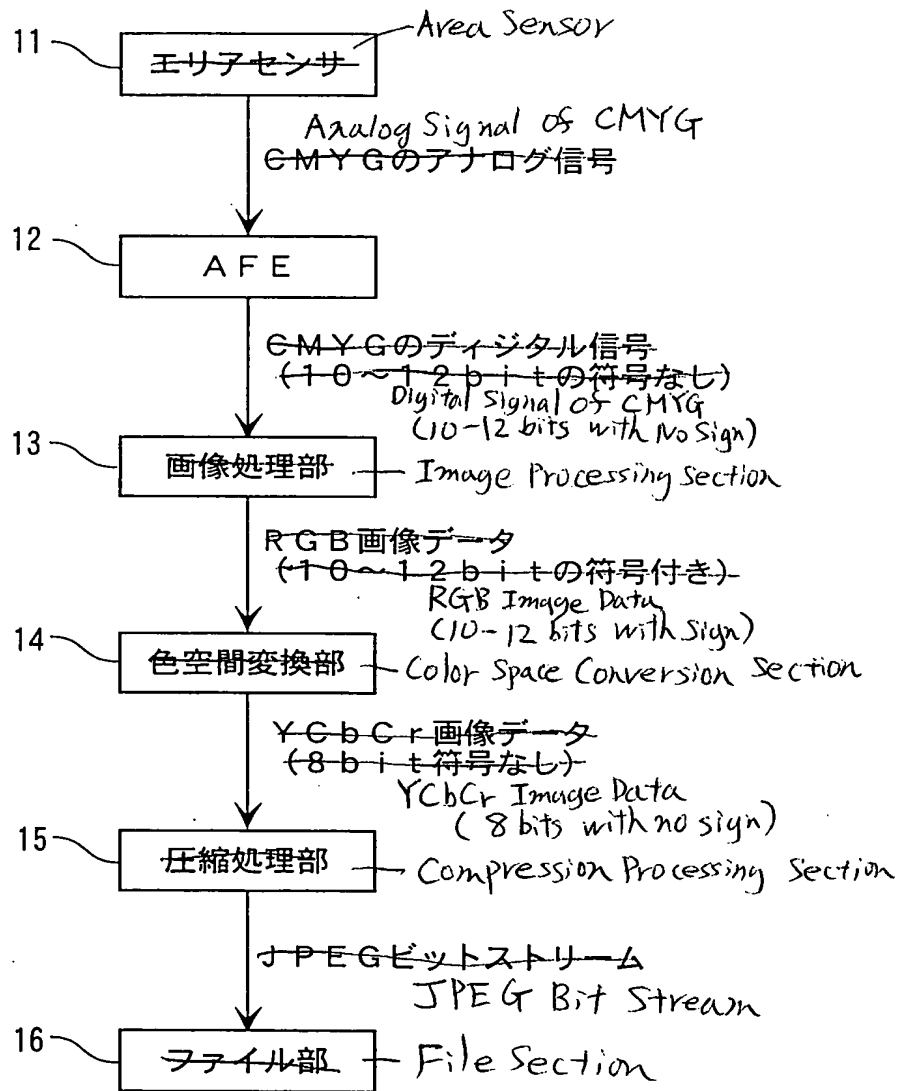 11
エリアセンサ
Area Sensor
Analog Signal of CMYG
CMYGのアナログ信号
12
AFE
CMYGのディジタル信号
(10～12bitの符号なし)
Digital Signal of CMYG
(10-12 bits with No Sign)
13
画像処理部
Image Processing Section
RGB画像データ
(10～12bitの符号付き)
RGB Image Data
(10-12 bits with Sign)
14
色空間変換部
Color Space Conversion Section
YCbCr画像データ
(8bit符号なし)
YCbCr Image Data
(8 bits with no sign)
15
圧縮処理部
Compression Processing Section
JPEGビットストリーム
JPEG Bit Stream
16
ファイル部
File Section